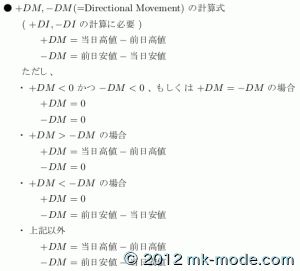 ● +DM, −DM (=Directional Movement) の計算式
( +DI, −DI の計算に必要 )
+DM = 当日高値 − 前日高値
−DM = 前日安値 − 当日安値
ただし、
・ +DM < 0 かつ −DM < 0 、もしくは +DM = −DM の場合
+DM = 0
−DM = 0
・ +DM > −DM の場合
+DM = 当日高値 − 前日高値
−DM = 0
・ +DM < −DM の場合
+DM = 0
−DM = 前日安値 − 当日安値
・ 上記以外
+DM = 当日高値 − 前日高値
−DM = 前日安値 − 当日安値
© 2012 mk-mode.com